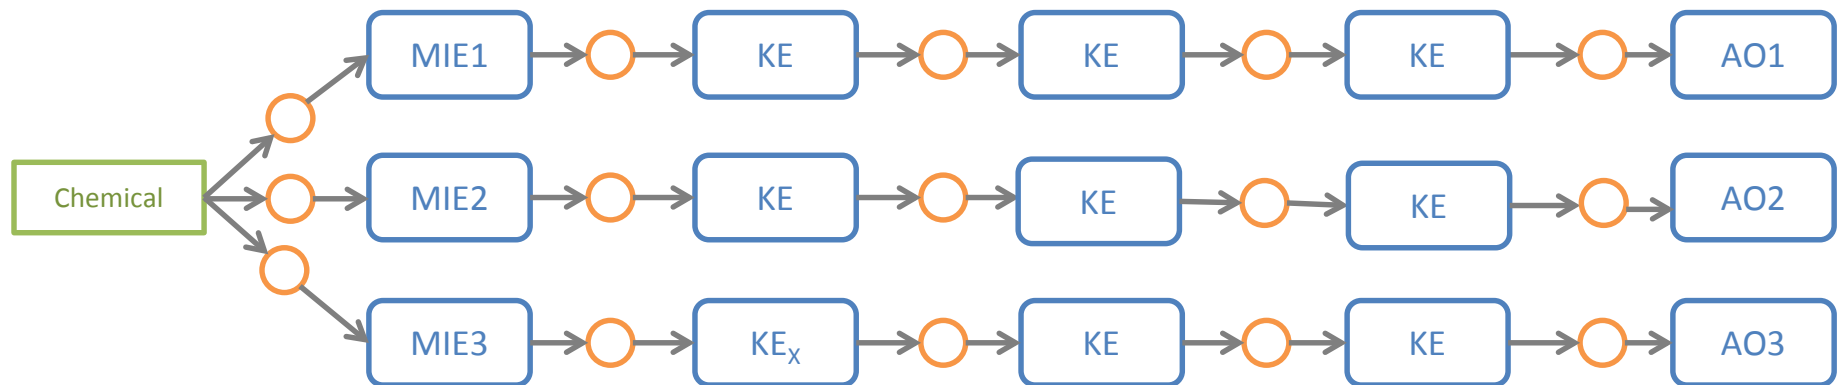 MIE1 KE KE KE AO1
Chemical MIE2 KE KE KE AO2
MIE3 KEₓ KE KE AO3